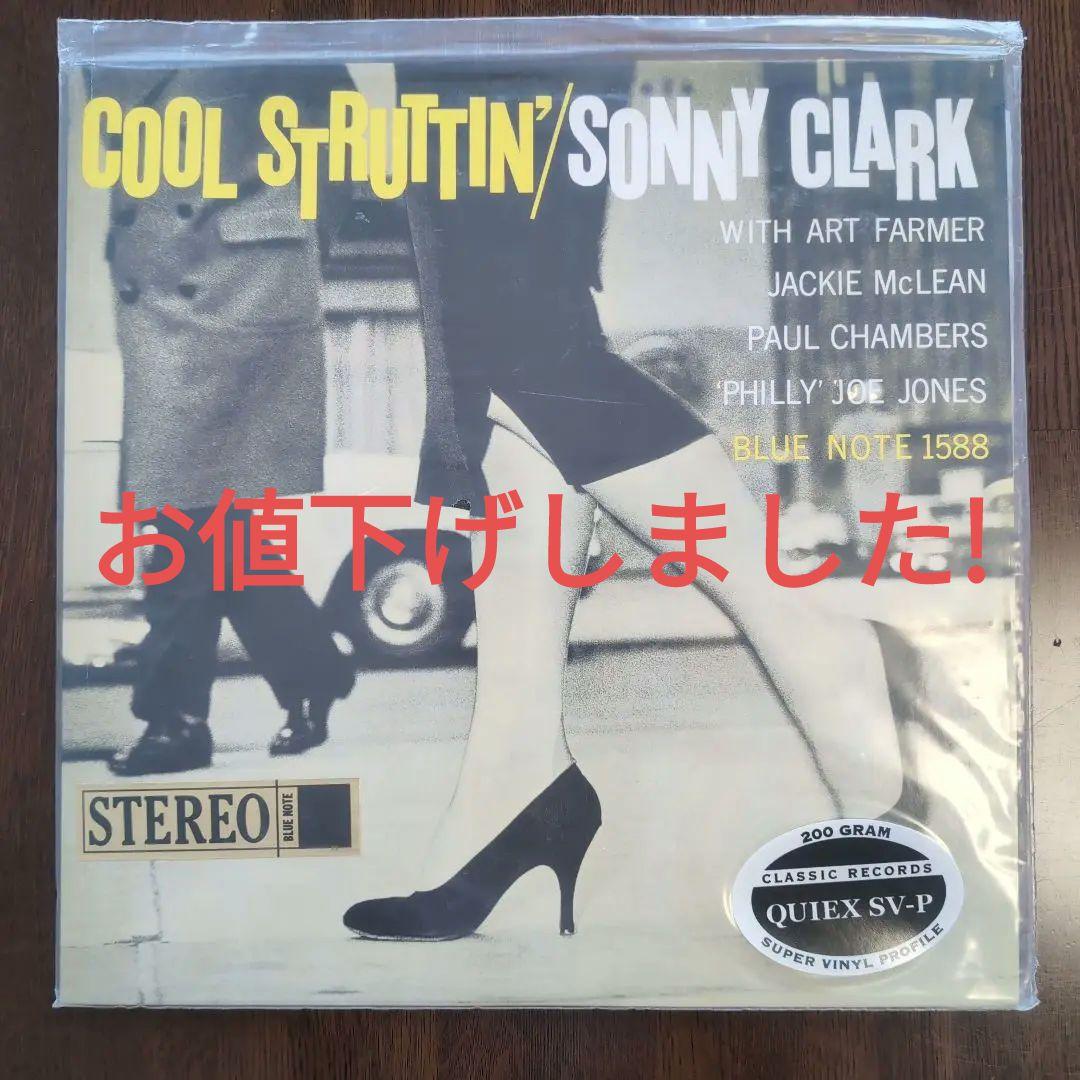 COOL STRUTTIN'/SONNY CLARK
WITH ART FARMER
JACKIE McLEAN
PAUL CHAMBERS
'PHILLY' JOE JONES
BLUE NOTE 1588
お値下げしました!
STEREO
BLUE NOTE
200 GRAM
CLASSIC RECORDS
QUIEX SV-P
SUPER VINYL PROFILE